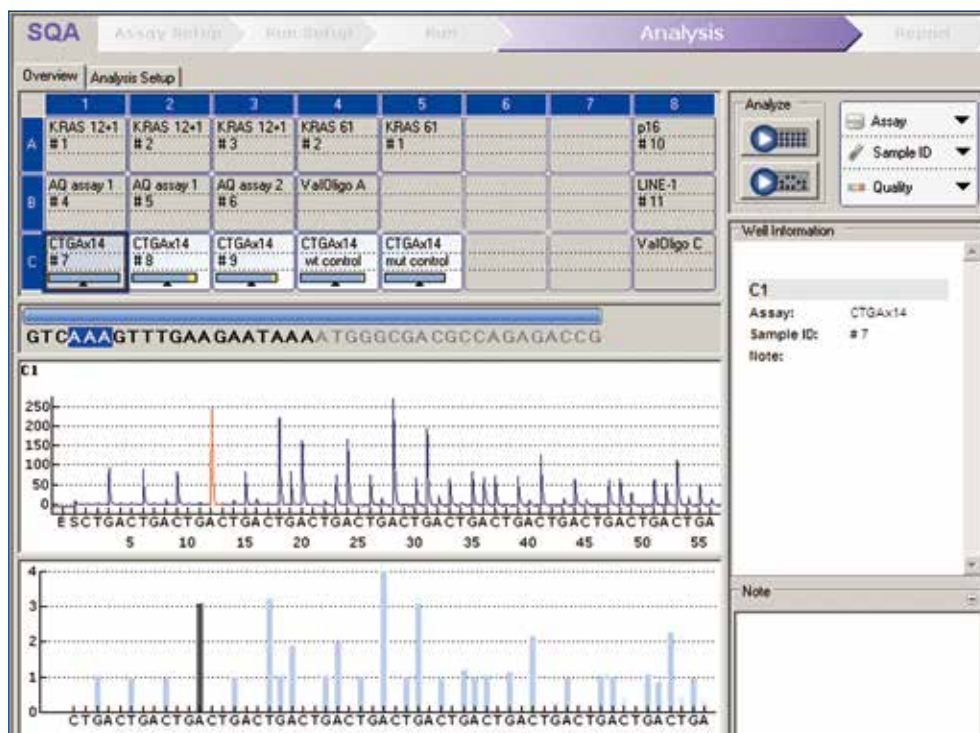 SQA Assay Setup Run Setup Run Analysis Report
Overview Analysis Setup
1 2 3 4 5 6 7 8
A
KRAS 12+1 KRAS 12+1 KRAS 12+1 KRAS 61 KRAS 61 p16
# 1 # 2 # 3 # 2 # 1 # 10
B
AQ assay 1 AQ assay 1 AQ assay 2 ValOligo A LINE-1
# 4 # 5 # 6 # 11
C
CTGAx14 CTGAx14 CTGAx14 CTGAx14 CTGAx14 ValOligo C
# 7 # 8 # 9 wt control mut control
Analyze
Assay
Sample ID
Quality
Well Information
C1
Assay: CTGAx14
Sample ID: # 7
Note:
Note
GTCAAAGTTTGAAGAATAAAATGGGCGACGCCAGAGACCG
C1
250
200
150
100
50
0
E S C T G A C T G A C T G A C T G A C T G A C T G A C T G A C T G A C T G A C T G A C T G A C T G A C T G A C T G A
5 10 15 20 25 30 35 40 45 50 55
4
3
2
1
0
C T G A C T G A C T G A C T G A C T G A C T G A C T G A C T G A C T G A C T G A C T G A C T G A C T G A C T G A